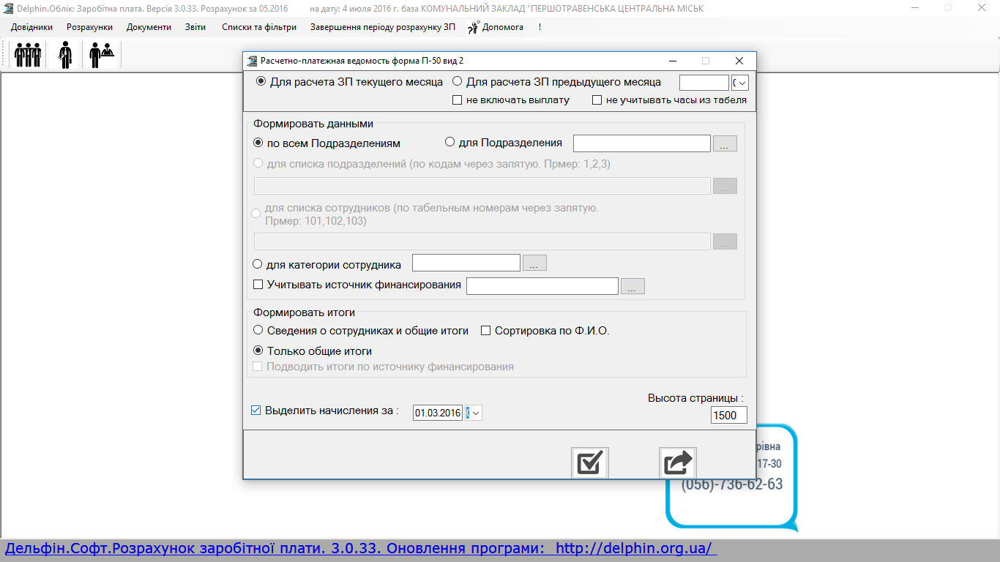 Delphin.Облік: Заробітна плата. Версія 3.0.33. Розрахунок за 05.2016 на дату: 4 июля 2016 г. база КОМУНАЛЬНИЙ ЗАКЛАД "ПЕРШОТРАВЕНСЬКА ЦЕНТРАЛЬНА МІСЬК
Довідники Розрахунки Документи Звіти Списки та фільтри Завершення періоду розрахунку ЗП Допомога !
Расчетно-платежная ведомость форма П-50 вид 2
Для расчета ЗП текущего месяца Для расчета ЗП предыдущего месяца
не включать выплату не учитывать часы из табеля
Формировать данными
по всем Подразделениям для Подразделения ...
для списка подразделений (по кодам через запятую. Прмер: 1,2,3)
...
для списка сотрудников (по табельным номерам через запятую.
Прмер: 101,102,103)
...
для категории сотрудника ...
Учитывать источник финансирования ...
Формировать итоги
Сведения о сотрудниках и общие итоги Сортировка по Ф.И.О.
Только общие итоги
Подводить итоги по источнику финансирования
Высота страницы :
Выделить начисления за : 01.03.2016
1500
рівна
17-30
(056)-736-62-63
Дельфін.Софт.Розрахунок заробітної плати. 3.0.33. Оновлення програми: http://delphin.org.ua/